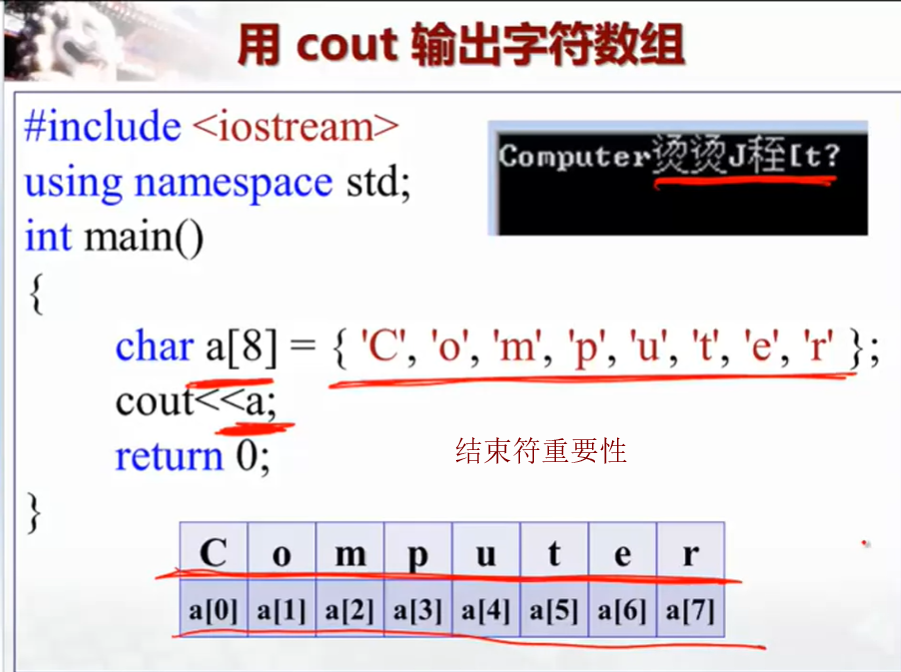 用 cout 输出字符数组
#include <iostream>
using namespace std;
int main()
{
char a[8] = { 'C', 'o', 'm', 'p', 'u', 't', 'e', 'r' };
cout<<a;
return 0;
}
Computer烫烫J桎[t?
结束符重要性
C o m p u t e r
a[0] a[1] a[2] a[3] a[4] a[5] a[6] a[7]